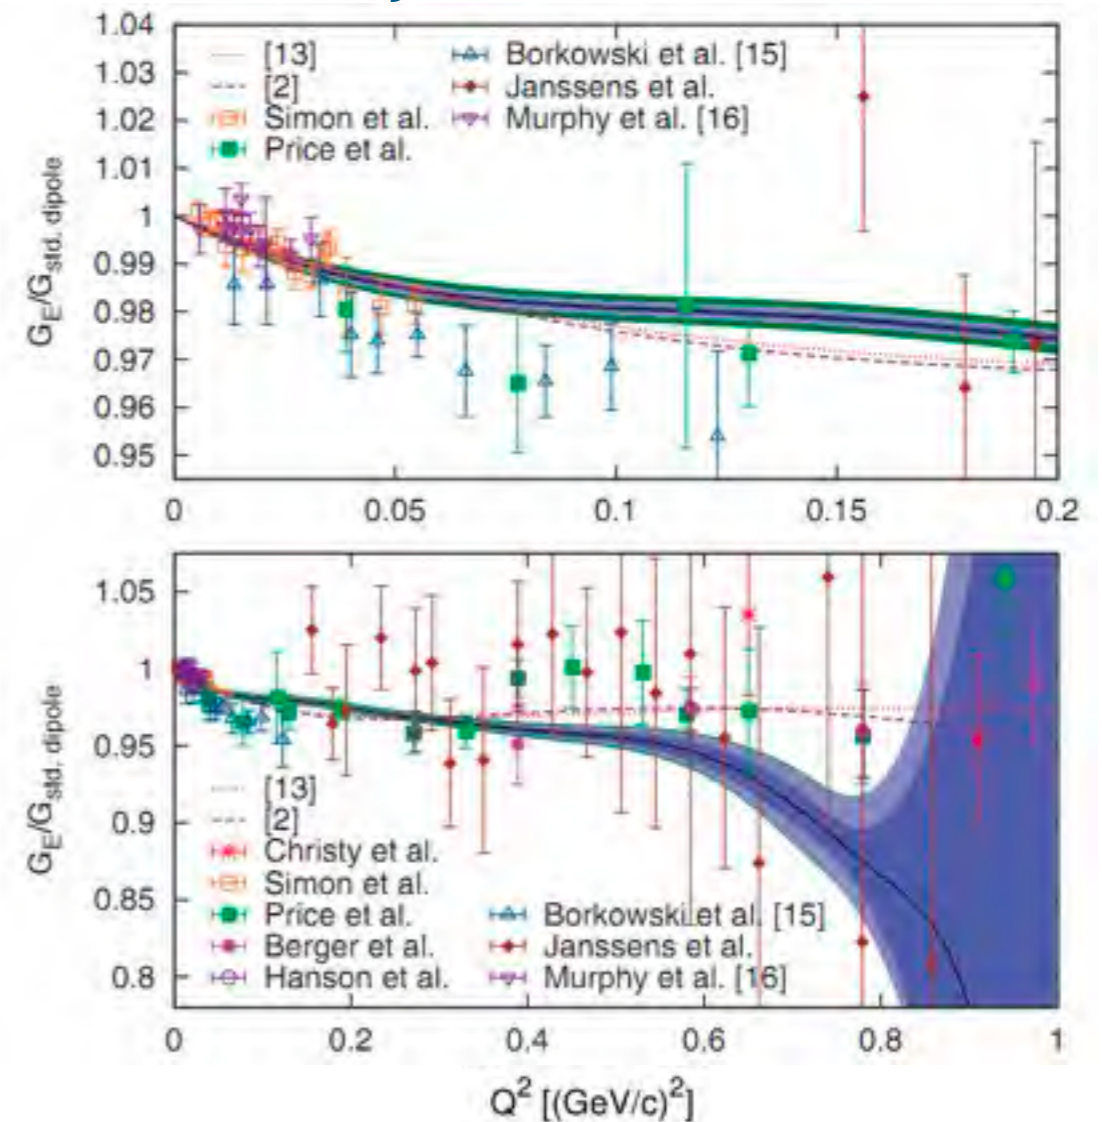 1.04
1.03
1.02
1.01
1
0.99
0.98
0.97
0.96
0.95
G_E/G_std. dipole
[13]
[2]
Simon et al.
Price et al.
Borkowski et al. [15]
Janssens et al.
Murphy et al. [16]
0 0.05 0.1 0.15 0.2
1.05
1
0.95
0.9
0.85
0.8
G_E/G_std. dipole
[13]
[2]
Christy et al.
Simon et al.
Price et al.
Berger et al.
Hanson et al.
Borkowski et al. [15]
Janssens et al.
Murphy et al. [16]
0 0.2 0.4 0.6 0.8 1
Q² [(GeV/c)²]